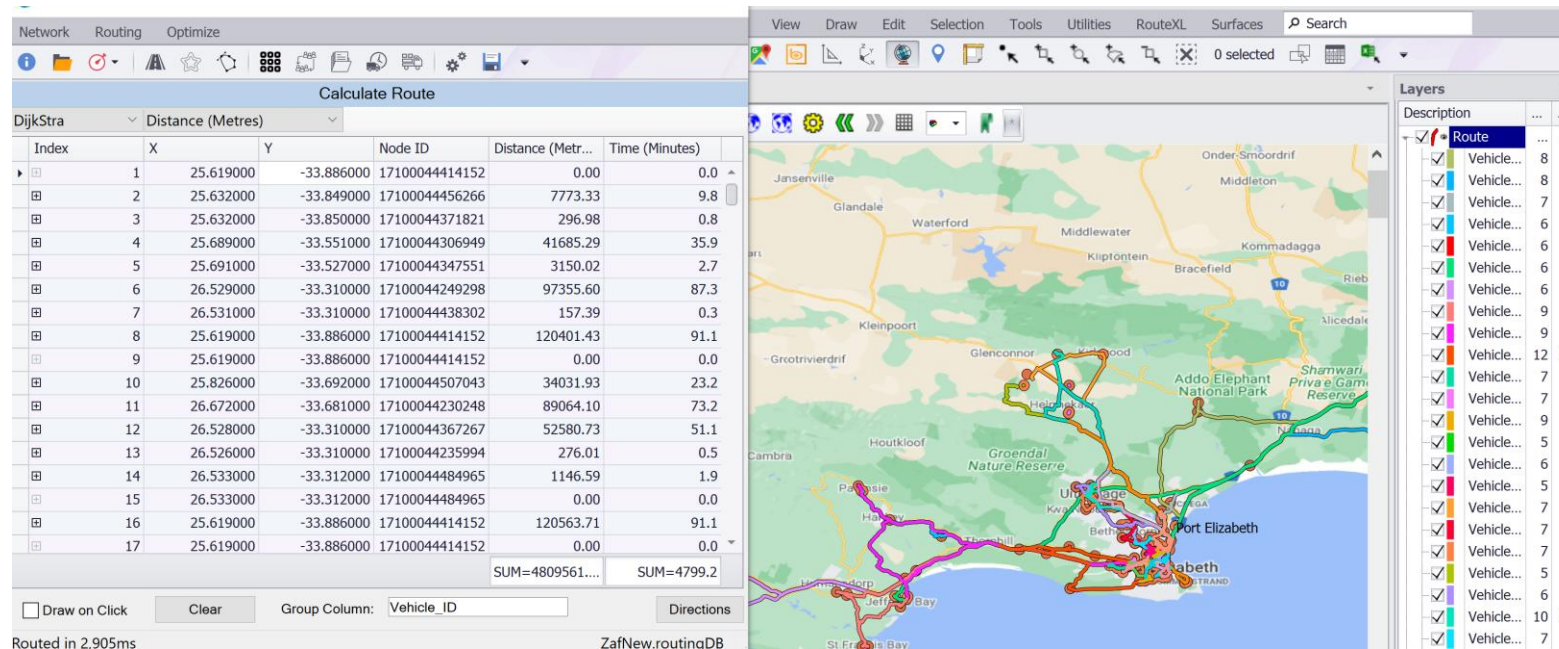 Network Routing Optimize
Calculate Route
DijkStra Distance (Metres)
Index X Y Node ID Distance (Metr... Time (Minutes)
1 25.619000 -33.886000 17100044414152 0.00 0.0
2 25.632000 -33.849000 17100044456266 7773.33 9.8
3 25.632000 -33.850000 17100044371821 296.98 0.8
4 25.689000 -33.551000 17100044306949 41685.29 35.9
5 25.691000 -33.527000 17100044347551 3150.02 2.7
6 26.529000 -33.310000 17100044249298 97355.60 87.3
7 26.531000 -33.310000 17100044438302 157.39 0.3
8 25.619000 -33.886000 17100044414152 120401.43 91.1
9 25.619000 -33.886000 17100044414152 0.00 0.0
10 25.826000 -33.692000 17100044507043 34031.93 23.2
11 26.672000 -33.681000 17100044230248 89064.10 73.2
12 26.528000 -33.310000 17100044367267 52580.73 51.1
13 26.526000 -33.310000 17100044235994 276.01 0.5
14 26.533000 -33.312000 17100044484965 1146.59 1.9
15 26.533000 -33.312000 17100044484965 0.00 0.0
16 25.619000 -33.886000 17100044414152 120563.71 91.1
17 25.619000 -33.886000 17100044414152 0.00 0.0
SUM=4809561.... SUM=4799.2
Draw on Click Clear Group Column: Vehicle_ID Directions
Routed in 2,905ms ZafNew.routingDB
View Draw Edit Selection Tools Utilities RouteXL Surfaces Search
0 selected
Onder-Smoordrif
Jansenville
Middleton
Glandale
Waterford
Middlewater
Kommadagga
Klipfontein
Bracefield
10
Rieb
Alicedale
Kleinpoort
Glenconnor
Grootrivierdrif
Addo Elephant
National Park
Shamwari
Private Game
Reserve
10
Houtkloof
Cambra
Groendal
Nature Reserve
Port Elizabeth
Thornhill
Bay
St Francis Bay
Layers
Description ...
Route ...
Vehicle... 8
Vehicle... 8
Vehicle... 7
Vehicle... 6
Vehicle... 6
Vehicle... 6
Vehicle... 6
Vehicle... 9
Vehicle... 9
Vehicle... 12
Vehicle... 7
Vehicle... 7
Vehicle... 9
Vehicle... 5
Vehicle... 6
Vehicle... 5
Vehicle... 7
Vehicle... 7
Vehicle... 7
Vehicle... 5
Vehicle... 6
Vehicle... 10
Vehicle... 7